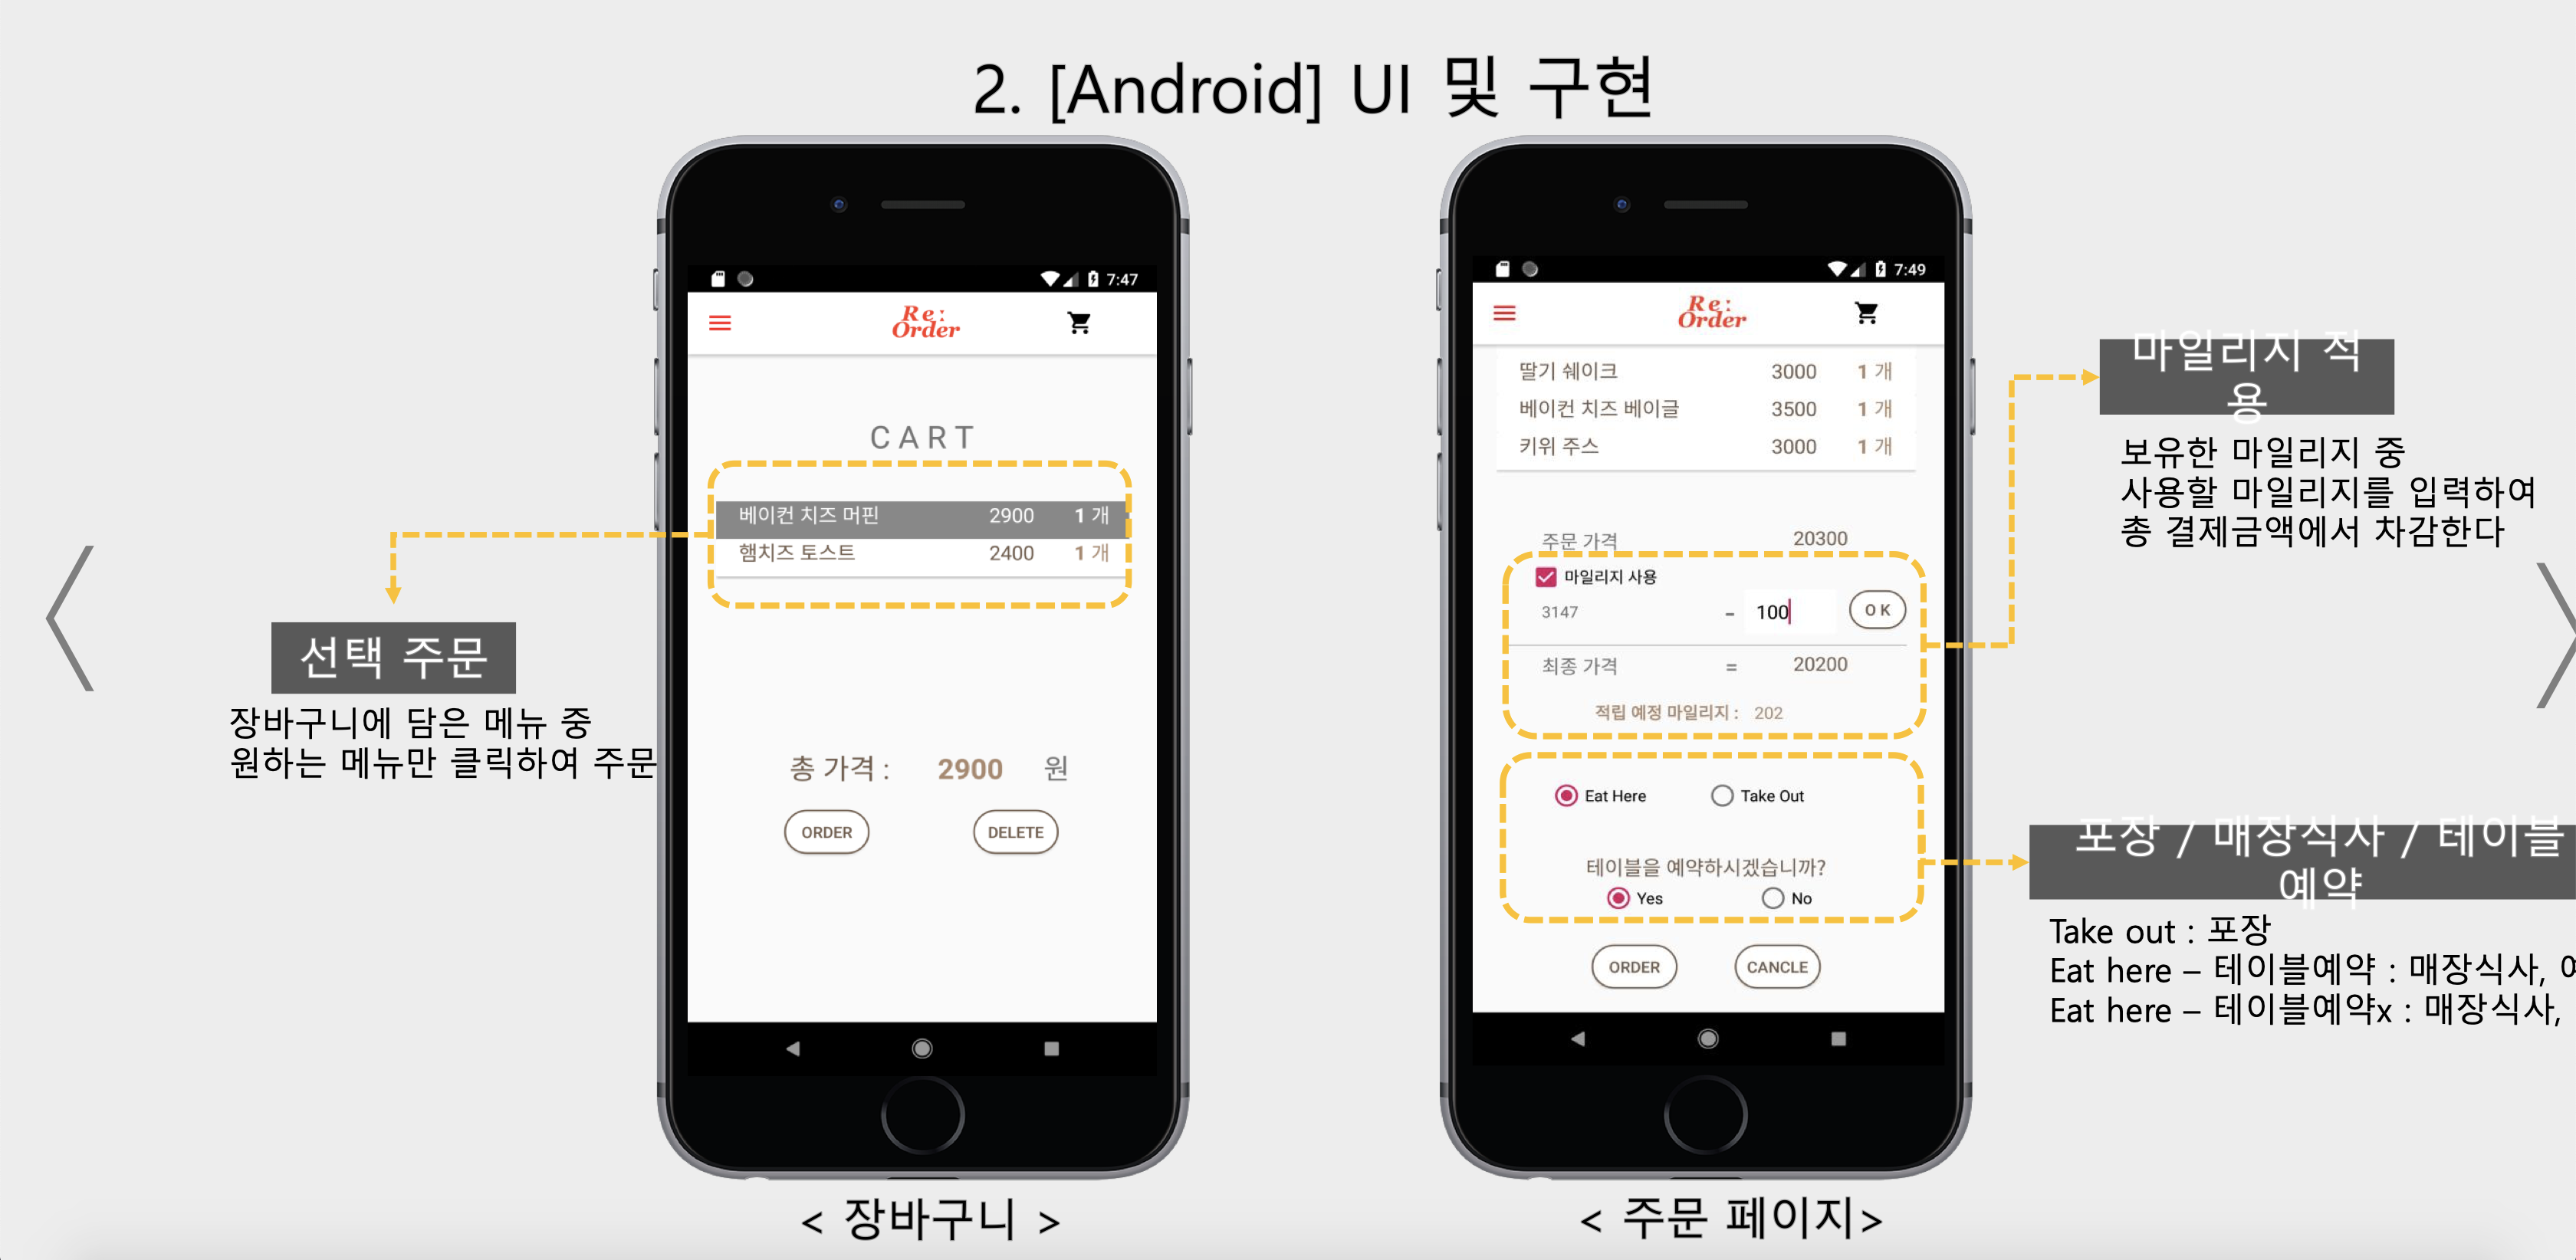 2. [Android] UI 및 구현
7:47
Re:
Order
CART
베이컨 치즈 머핀 2900 1 개
햄치즈 토스트 2400 1 개
총 가격 : 2900 원
ORDER DELETE
선택 주문
장바구니에 담은 메뉴 중
원하는 메뉴만 클릭하여 주문
< 장바구니 >
7:49
Re:
Order
딸기 쉐이크 3000 1 개
베이컨 치즈 베이글 3500 1 개
키위 주스 3000 1 개
주문 가격 20300
마일리지 사용
3147 - 100 OK
최종 가격 = 20200
적립 예정 마일리지 : 202
Eat Here Take Out
테이블을 예약하시겠습니까?
Yes No
ORDER CANCLE
< 주문 페이지>
마일리지 적
용
보유한 마일리지 중
사용할 마일리지를 입력하여
총 결제금액에서 차감한다
포장 / 매장식사 / 테이블
예약
Take out : 포장
Eat here – 테이블예약 : 매장식사,
Eat here – 테이블예약x : 매장식사,